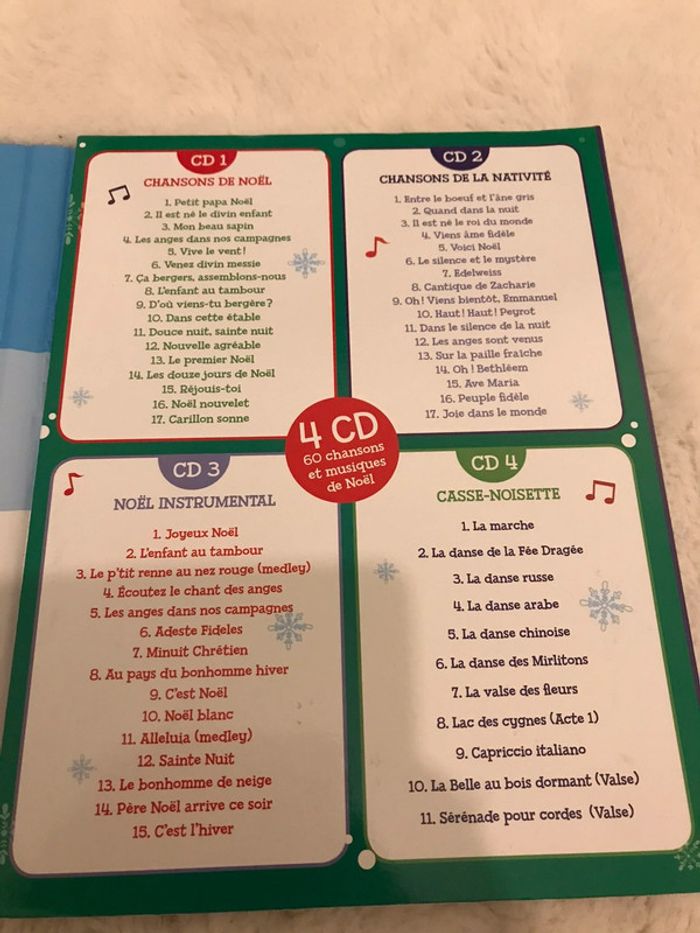 CD 1
CHANSONS DE NOËL
1. Petit papa Noël
2. Il est né le divin enfant
3. Mon beau sapin
4. Les anges dans nos campagnes
5. Vive le vent !
6. Venez divin messie
7. Ça bergers, assemblons-nous
8. L'enfant au tambour
9. D'où viens-tu bergère ?
10. Dans cette étable
11. Douce nuit, sainte nuit
12. Nouvelle agréable
13. Le premier Noël
14. Les douze jours de Noël
15. Réjouis-toi
16. Noël nouvelet
17. Carillon sonne
CD 2
CHANSONS DE LA NATIVITÉ
1. Entre le boeuf et l'âne gris
2. Quand dans la nuit
3. Il est né le roi du monde
4. Viens âme fidèle
5. Voici Noël
6. Le silence et le mystère
7. Edelweiss
8. Cantique de Zacharie
9. Oh ! Viens bientôt, Emmanuel
10. Haut ! Haut ! Peyrot
11. Dans le silence de la nuit
12. Les anges sont venus
13. Sur la paille fraîche
14. Oh ! Bethléem
15. Ave Maria
16. Peuple fidèle
17. Joie dans le monde
4 CD
60 chansons
et musiques
de Noël
CD 3
NOËL INSTRUMENTAL
1. Joyeux Noël
2. L'enfant au tambour
3. Le p'tit renne au nez rouge (medley)
4. Écoutez le chant des anges
5. Les anges dans nos campagnes
6. Adeste Fideles
7. Minuit Chrétien
8. Au pays du bonhomme hiver
9. C'est Noël
10. Noël blanc
11. Alleluia (medley)
12. Sainte Nuit
13. Le bonhomme de neige
14. Père Noël arrive ce soir
15. C'est l'hiver
CD 4
CASSE-NOISETTE
1. La marche
2. La danse de la Fée Dragée
3. La danse russe
4. La danse arabe
5. La danse chinoise
6. La danse des Mirlitons
7. La valse des fleurs
8. Lac des cygnes (Acte 1)
9. Capriccio italiano
10. La Belle au bois dormant (Valse)
11. Sérénade pour cordes (Valse)